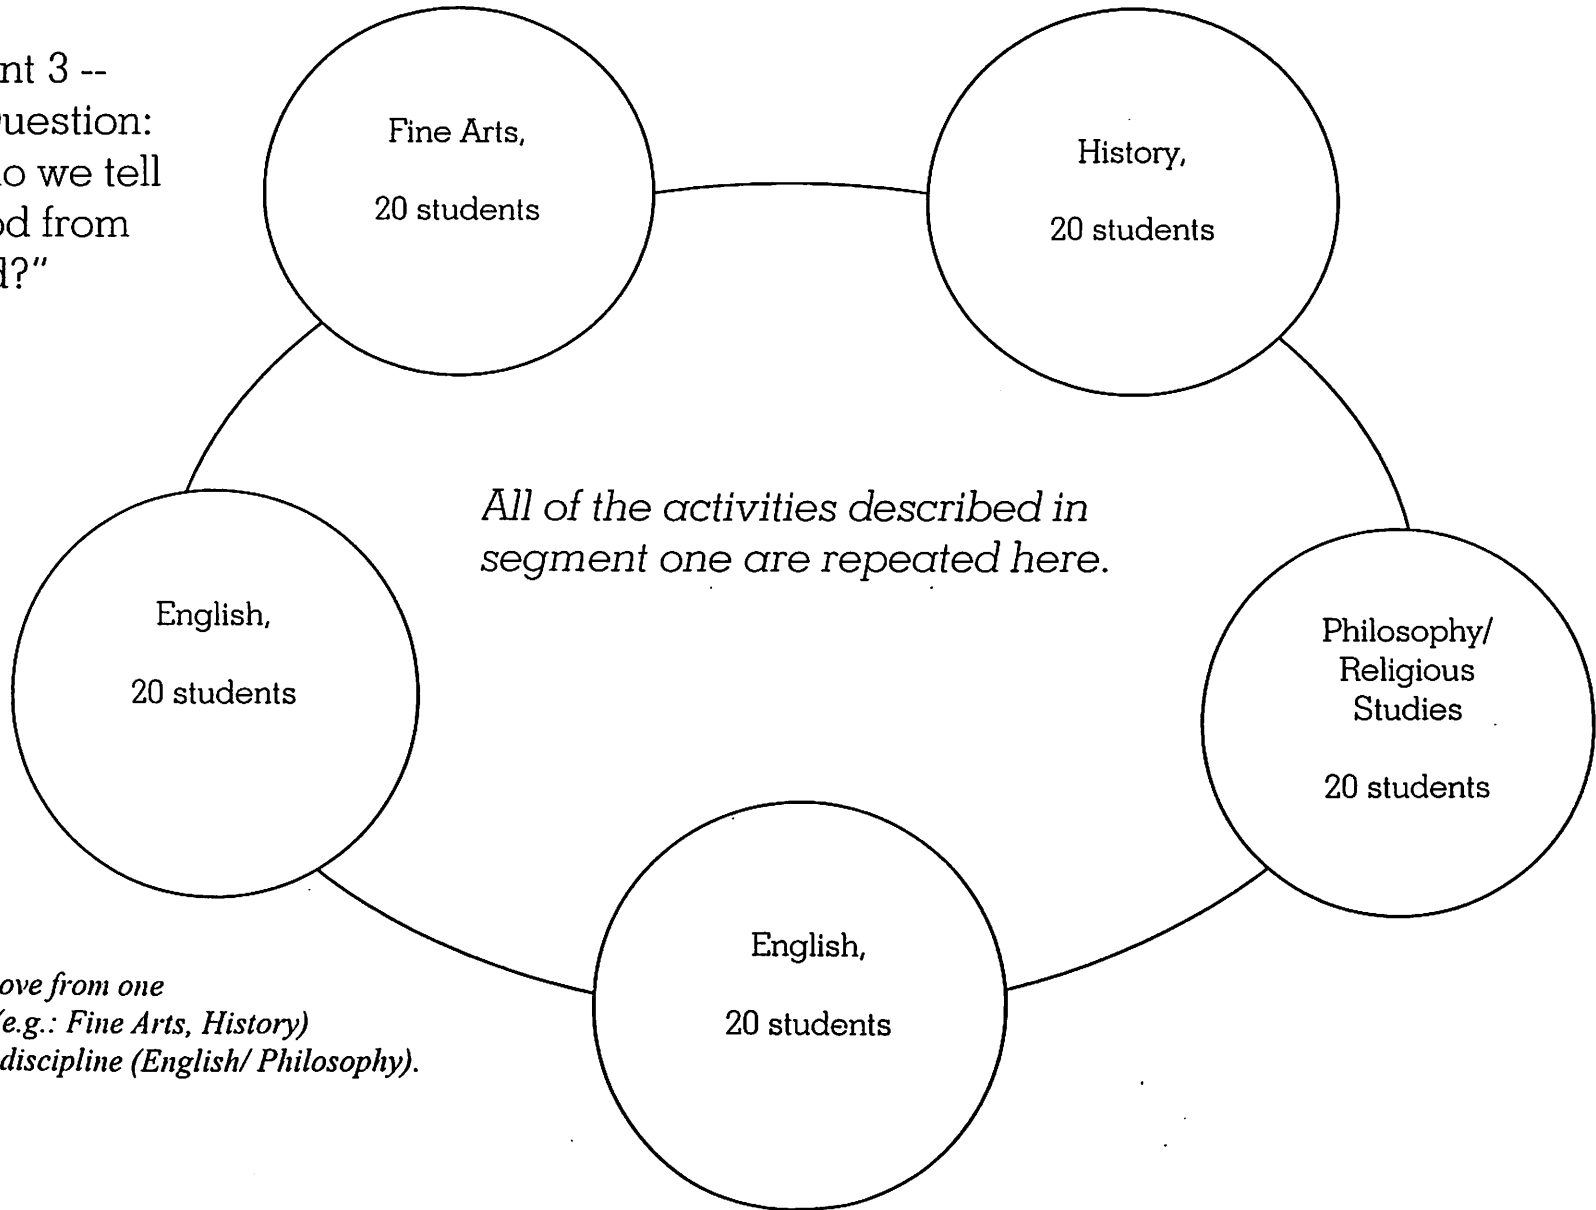 nt 3 --
uestion:
o we tell
od from
d?"
Fine Arts,
20 students
History,
20 students
All of the activities described in
segment one are repeated here.
English,
20 students
Philosophy/
Religious
Studies
20 students
English,
20 students
ove from one
(e.g.: Fine Arts, History)
discipline (English/ Philosophy).